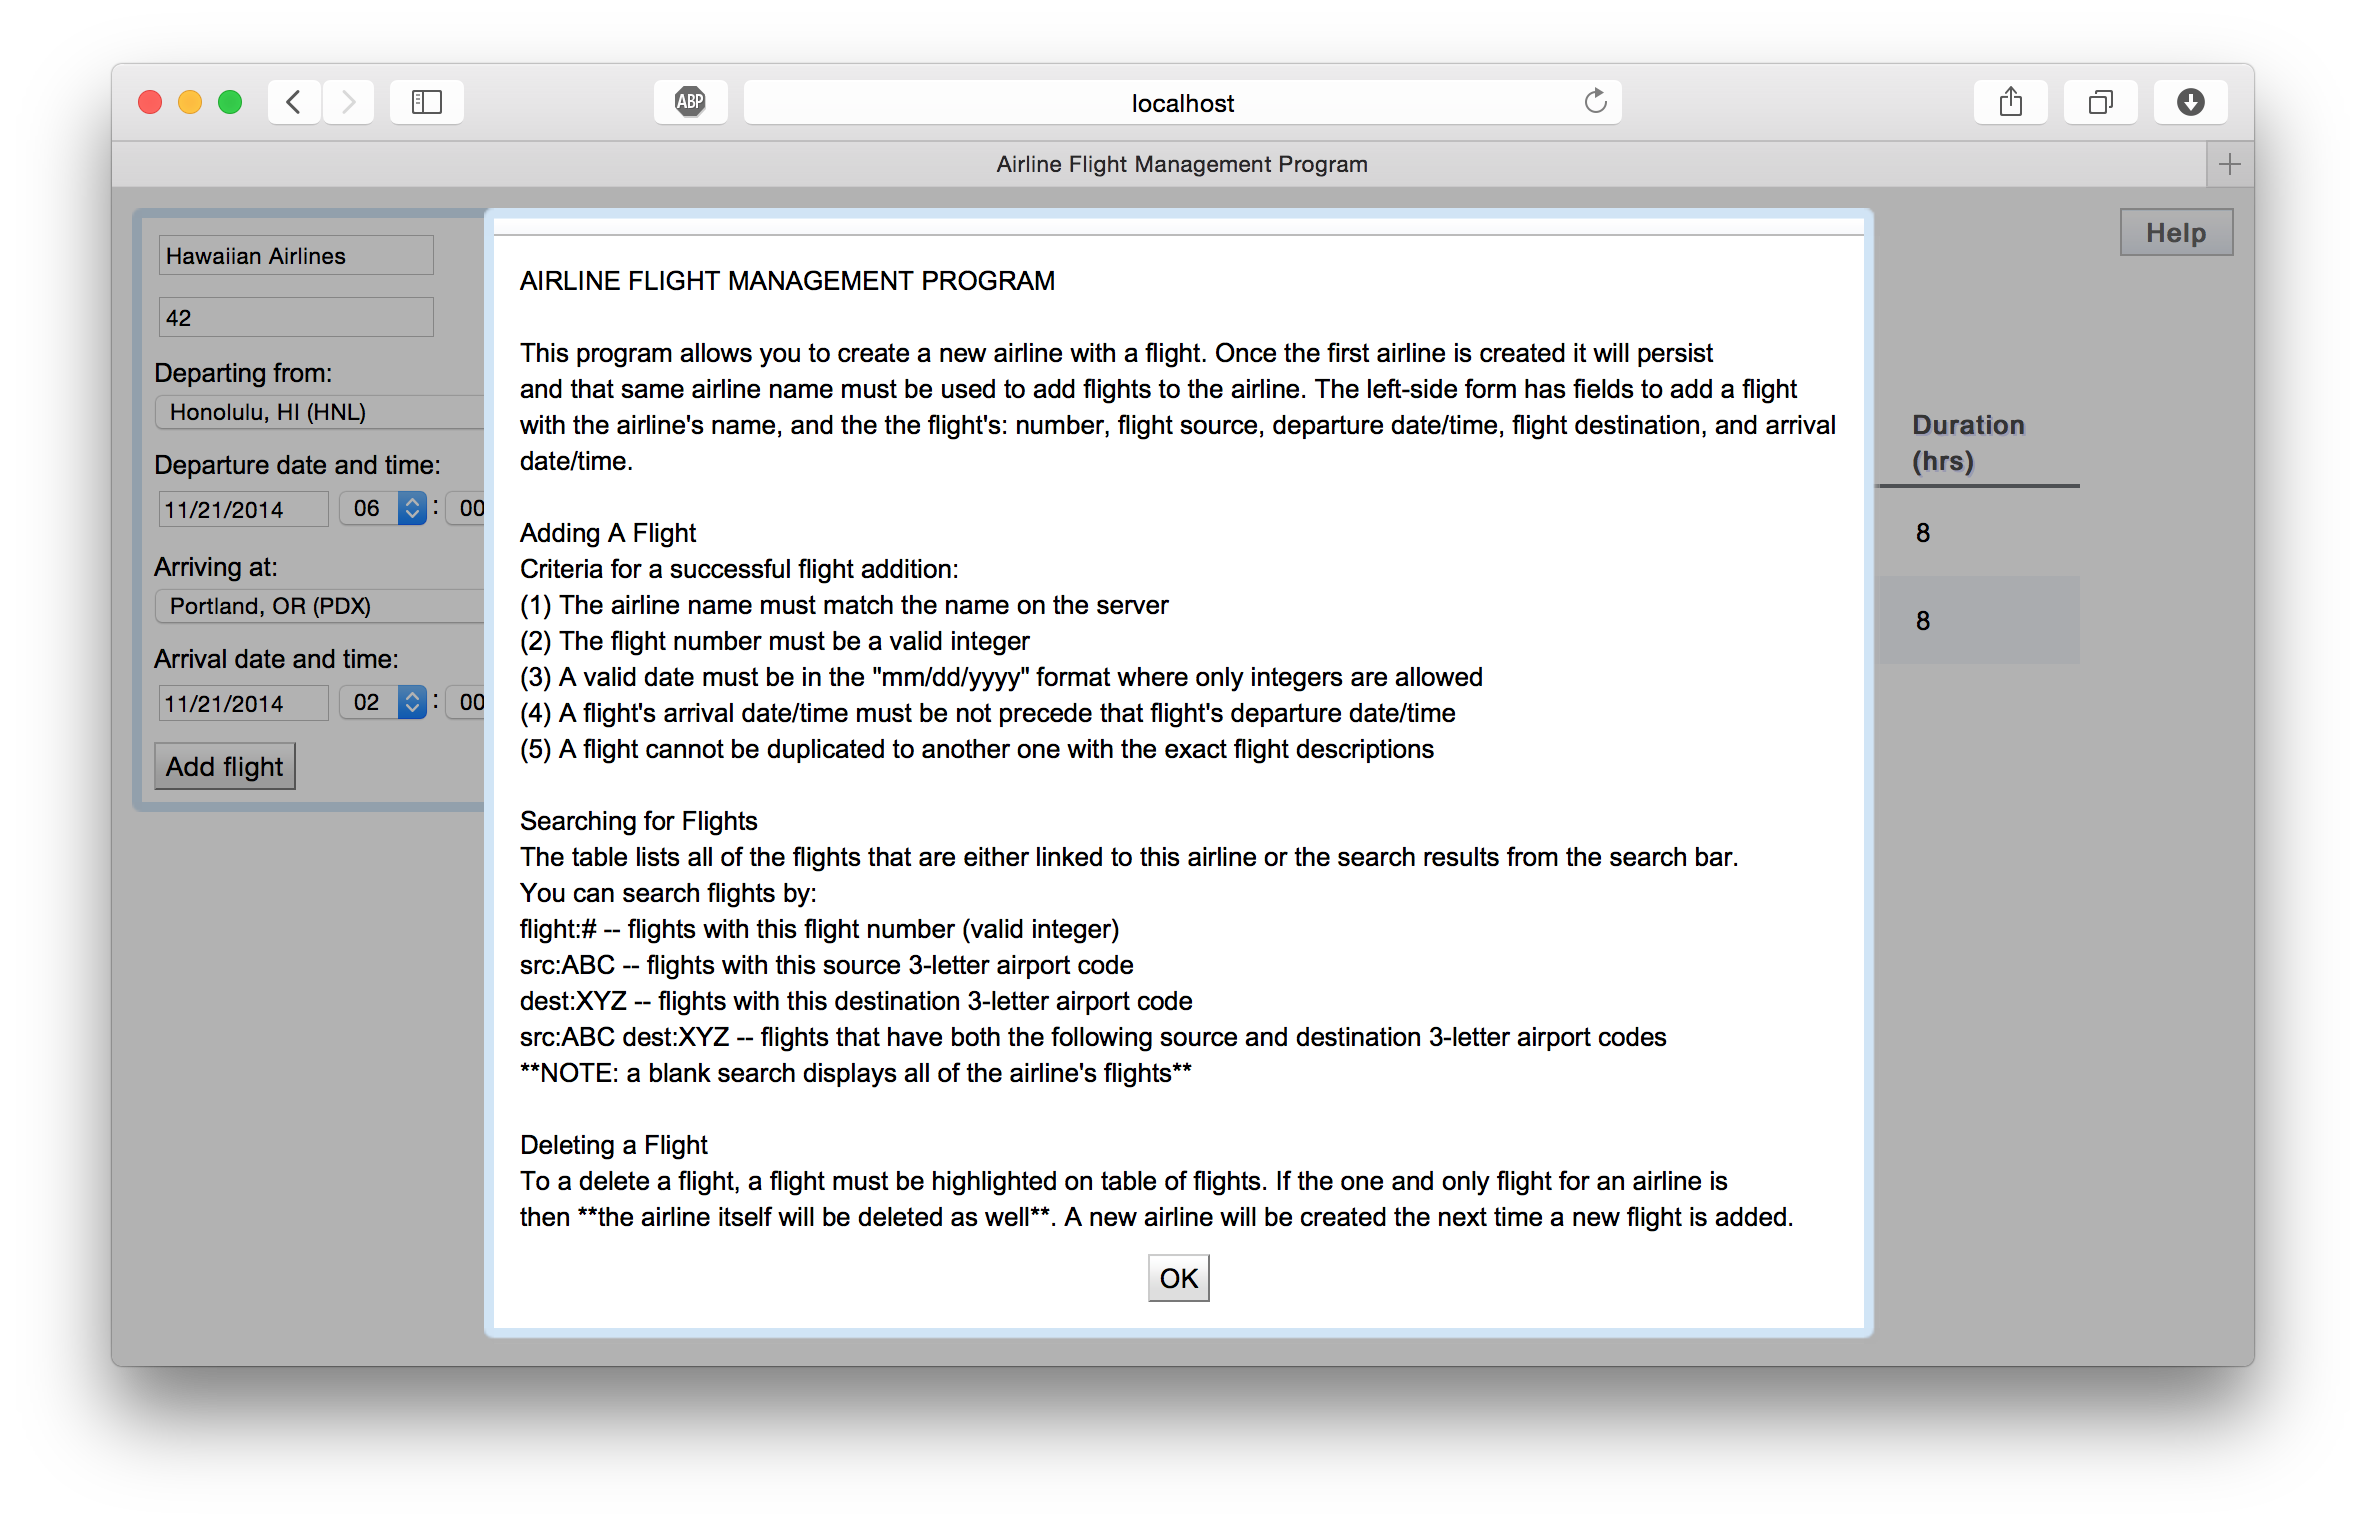 ABP
localhost
Airline Flight Management Program
Help
Hawaiian Airlines
42
Departing from:
Honolulu, HI (HNL)
Departure date and time:
11/21/2014 06 : 00
Arriving at:
Portland, OR (PDX)
Arrival date and time:
11/21/2014 02 : 00
Add flight
AIRLINE FLIGHT MANAGEMENT PROGRAM
This program allows you to create a new airline with a flight. Once the first airline is created it will persist
and that same airline name must be used to add flights to the airline. The left-side form has fields to add a flight
with the airline's name, and the the flight's: number, flight source, departure date/time, flight destination, and arrival
date/time.
Adding A Flight
Criteria for a successful flight addition:
(1) The airline name must match the name on the server
(2) The flight number must be a valid integer
(3) A valid date must be in the "mm/dd/yyyy" format where only integers are allowed
(4) A flight's arrival date/time must be not precede that flight's departure date/time
(5) A flight cannot be duplicated to another one with the exact flight descriptions
Searching for Flights
The table lists all of the flights that are either linked to this airline or the search results from the search bar.
You can search flights by:
flight:# -- flights with this flight number (valid integer)
src:ABC -- flights with this source 3-letter airport code
dest:XYZ -- flights with this destination 3-letter airport code
src:ABC dest:XYZ -- flights that have both the following source and destination 3-letter airport codes
**NOTE: a blank search displays all of the airline's flights**
Deleting a Flight
To a delete a flight, a flight must be highlighted on table of flights. If the one and only flight for an airline is
then **the airline itself will be deleted as well**. A new airline will be created the next time a new flight is added.
OK
Duration
(hrs)
8
8